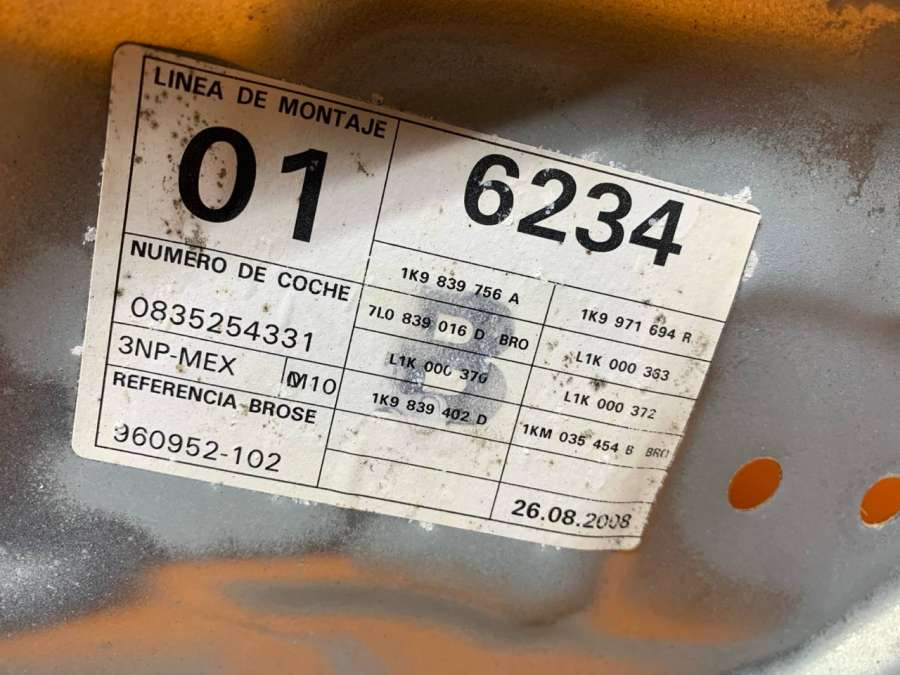 LINEA DE MONTAJE
01
6234
NUMERO DE COCHE
0835254331
3NP-MEX
M10
REFERENCIA BROSE
960952-102
1K9 839 756 A
7L0 839 016 D BRO
L1K 000 370
1K9 839 402 D
1K9 971 694 R
L1K 000 363
L1K 000 372
1KM 035 454 B BRO
26.08.2008
B